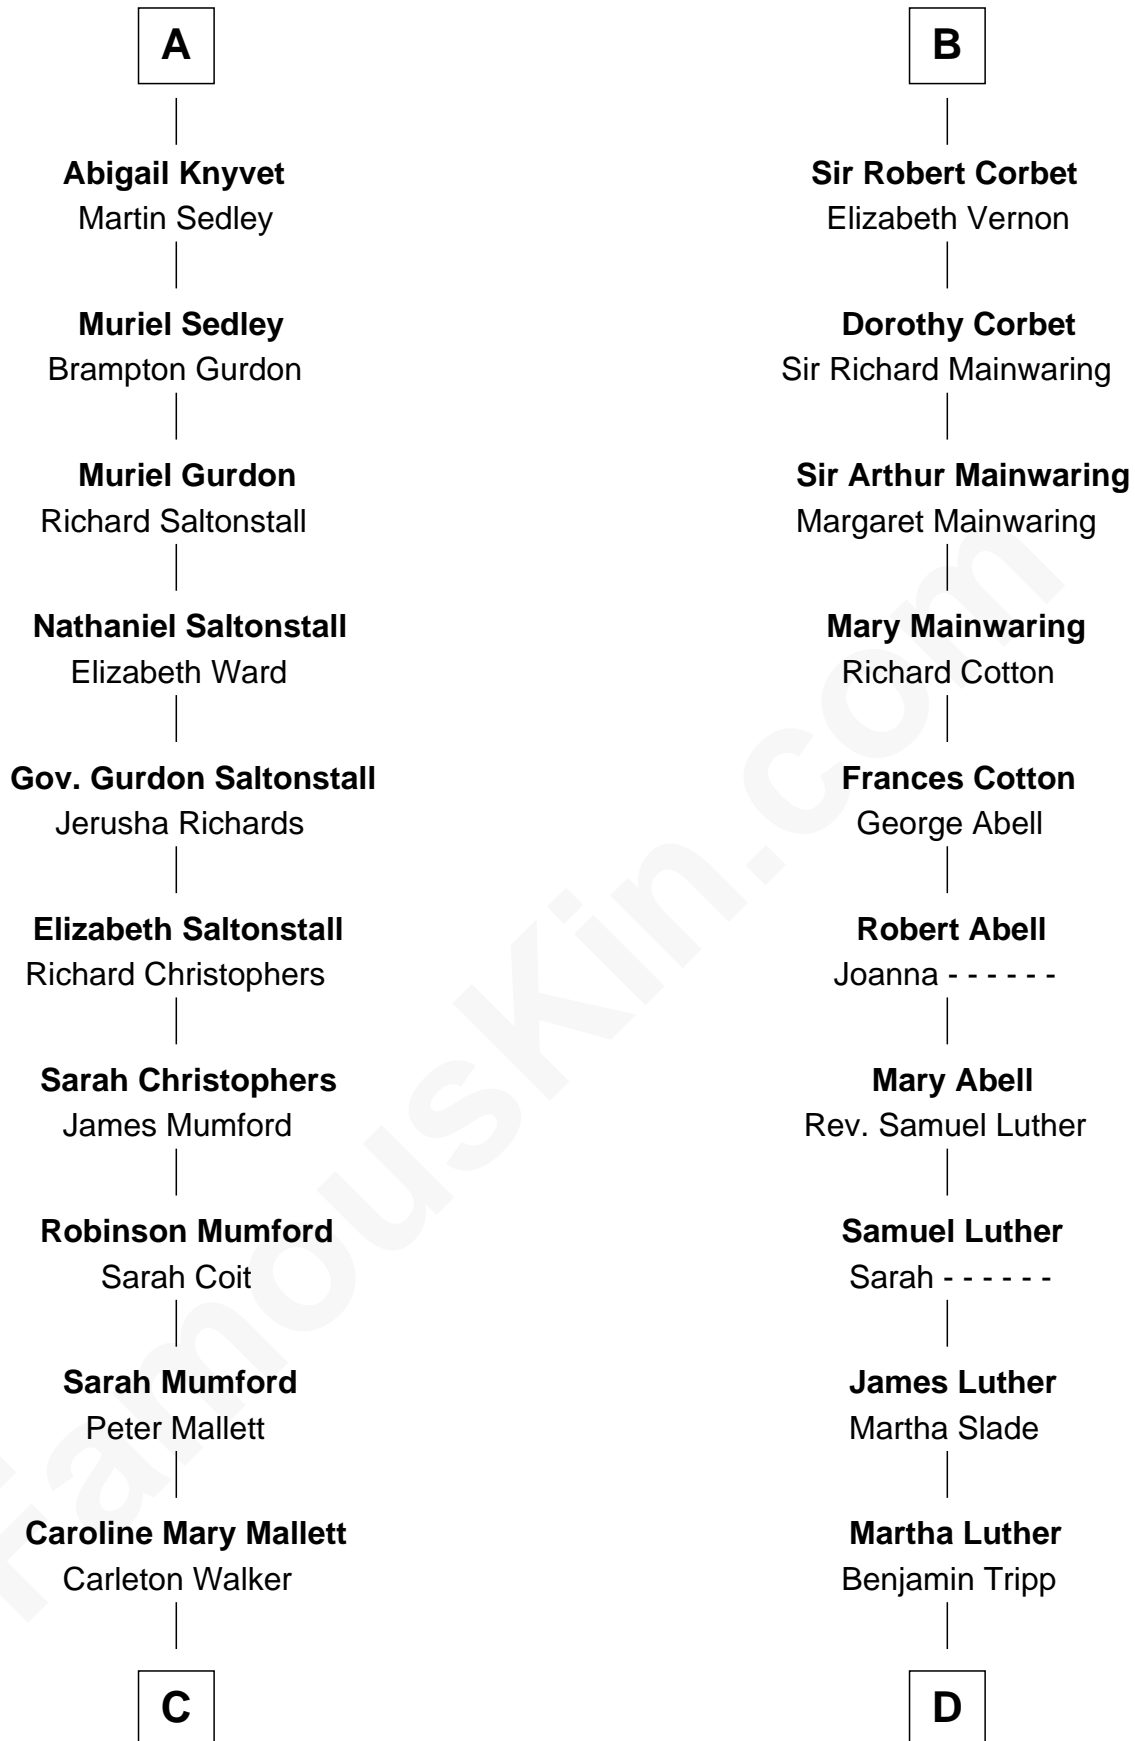 A
Abigail Knyvet
Martin Sedley
Muriel Sedley
Brampton Gurdon
Muriel Gurdon
Richard Saltonstall
Nathaniel Saltonstall
Elizabeth Ward
Gov. Gurdon Saltonstall
Jerusha Richards
Elizabeth Saltonstall
Richard Christophers
Sarah Christophers
James Mumford
Robinson Mumford
Sarah Coit
Sarah Mumford
Peter Mallett
Caroline Mary Mallett
Carleton Walker
C
B
Sir Robert Corbet
Elizabeth Vernon
Dorothy Corbet
Sir Richard Mainwaring
Sir Arthur Mainwaring
Margaret Mainwaring
Mary Mainwaring
Richard Cotton
Frances Cotton
George Abell
Robert Abell
Joanna - - - - - -
Mary Abell
Rev. Samuel Luther
Samuel Luther
Sarah - - - - - -
James Luther
Martha Slade
Martha Luther
Benjamin Tripp
D
FamousKin.com